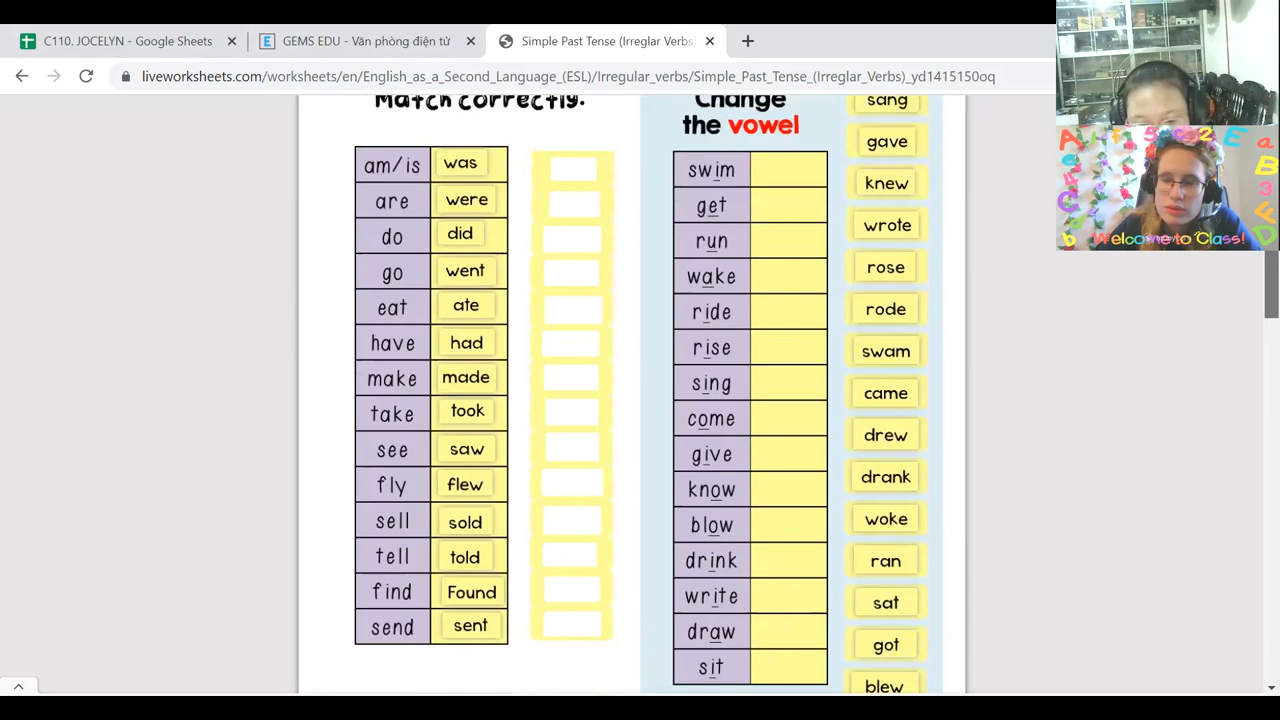 C110. JOCELYN - Google Sheets
GEMS EDU - Văn phòng điện tử
Simple Past Tense (Irreglar Verbs)
liveworksheets.com/worksheets/en/English_as_a_Second_Language_(ESL)/Irregular_verbs/Simple_Past_Tense_(Irreglar_Verbs)_yd1415150oq
Match correctly.
am/is was
are were
do did
go went
eat ate
have had
make made
take took
see saw
fly flew
sell sold
tell told
find Found
send sent
Change
the vowel
swim
get
run
wake
ride
rise
sing
come
give
know
blow
drink
write
draw
sit
sang
gave
knew
wrote
rose
rode
swam
came
drew
drank
woke
ran
sat
got
blew
Welcome to Class!